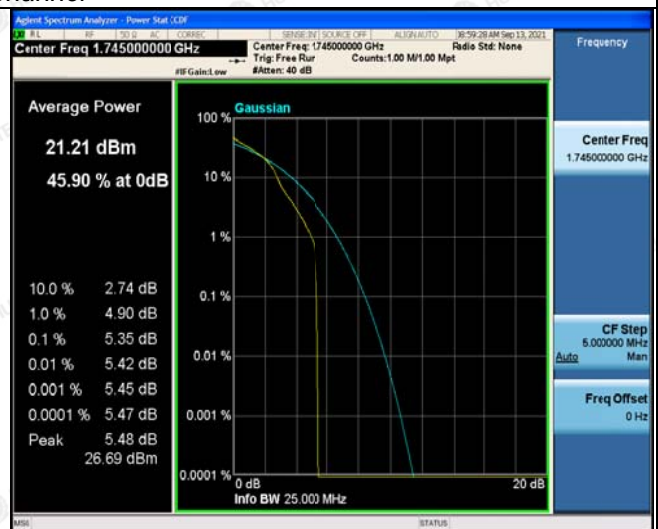 Agilent Spectrum Analyzer - Power Stat CCDF
RL RF 50 Ω AC CORREC SENSE:INT SOURCE OFF ALIGNAUTO 08:59:28 AM Sep 13, 2021
Center Freq 1.745000000 GHz
Center Freq: 1.745000000 GHz Radio Std: None
Trig: Free Run Counts:1.00 M/1.00 Mpt
#IFGain:Low #Atten: 40 dB
Frequency
Average Power
21.21 dBm
45.90 % at 0dB
10.0 % 2.74 dB
1.0 % 4.90 dB
0.1 % 5.35 dB
0.01 % 5.42 dB
0.001 % 5.45 dB
0.0001 % 5.47 dB
Peak 5.48 dB
26.69 dBm
Gaussian
100 %
10 %
1 %
0.1 %
0.01 %
0.001 %
0.0001 %
0 dB 20 dB
Info BW 25.000 MHz
Center Freq
1.745000000 GHz
CF Step
5.000000 MHz
Auto Man
Freq Offset
0 Hz
MSG STATUS